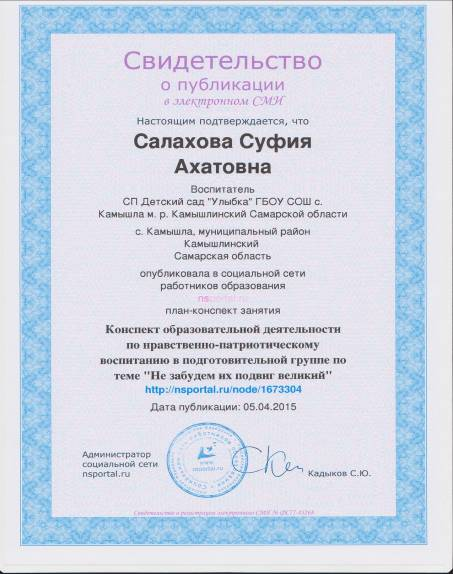 Свидетельство
о публикации
в электронном СМИ
Настоящим подтверждается, что
Салахова Суфия
Ахатовна
Воспитатель
СП Детский сад "Улыбка" ГБОУ СОШ с.
Камышла м. р. Камышлинский Самарской области
с. Камышла, муниципальный район
Камышлинский
Самарская область
опубликовала в социальной сети
работников образования
nsportal.ru
план-конспект занятия
Конспект образовательной деятельности
по нравственно-патриотическому
воспитанию в подготовительной группе по
теме "Не забудем их подвиг великий"
http://nsportal.ru/node/1673304
Дата публикации: 05.04.2015
Администратор
социальной сети
nsportal.ru
www.
nsportal.ru
Кадыков С.Ю.
Свидетельство о регистрации электронного СМИ №